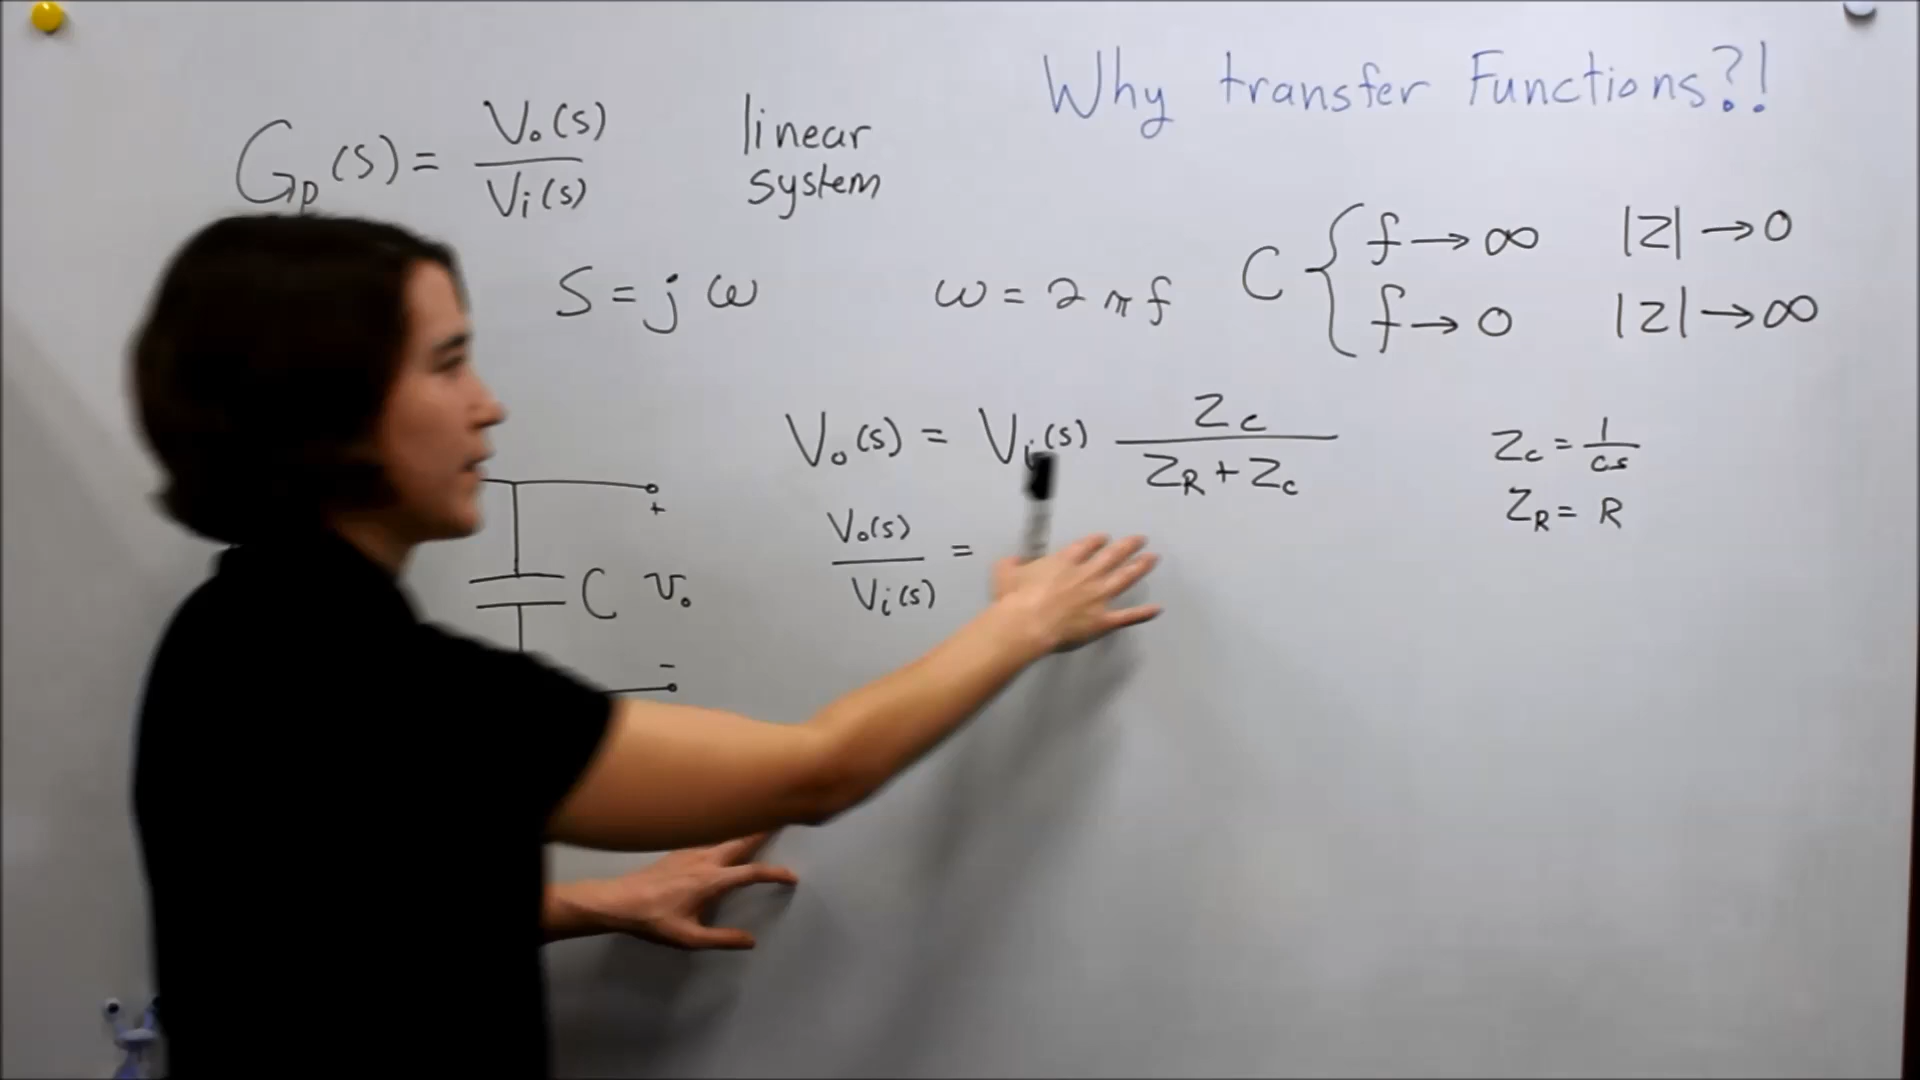 Why transfer Functions?!
Gp(s) = Vo(s) / Vi(s)
linear
system
S = jω
ω = 2πf
C { f → ∞ |Z| → 0
f → 0 |Z| → ∞
Vo(s) = Vi(s) Zc / (ZR + Zc)
Zc = 1/cs
ZR = R
Vo(s) / Vi(s) =
+
C vo
-